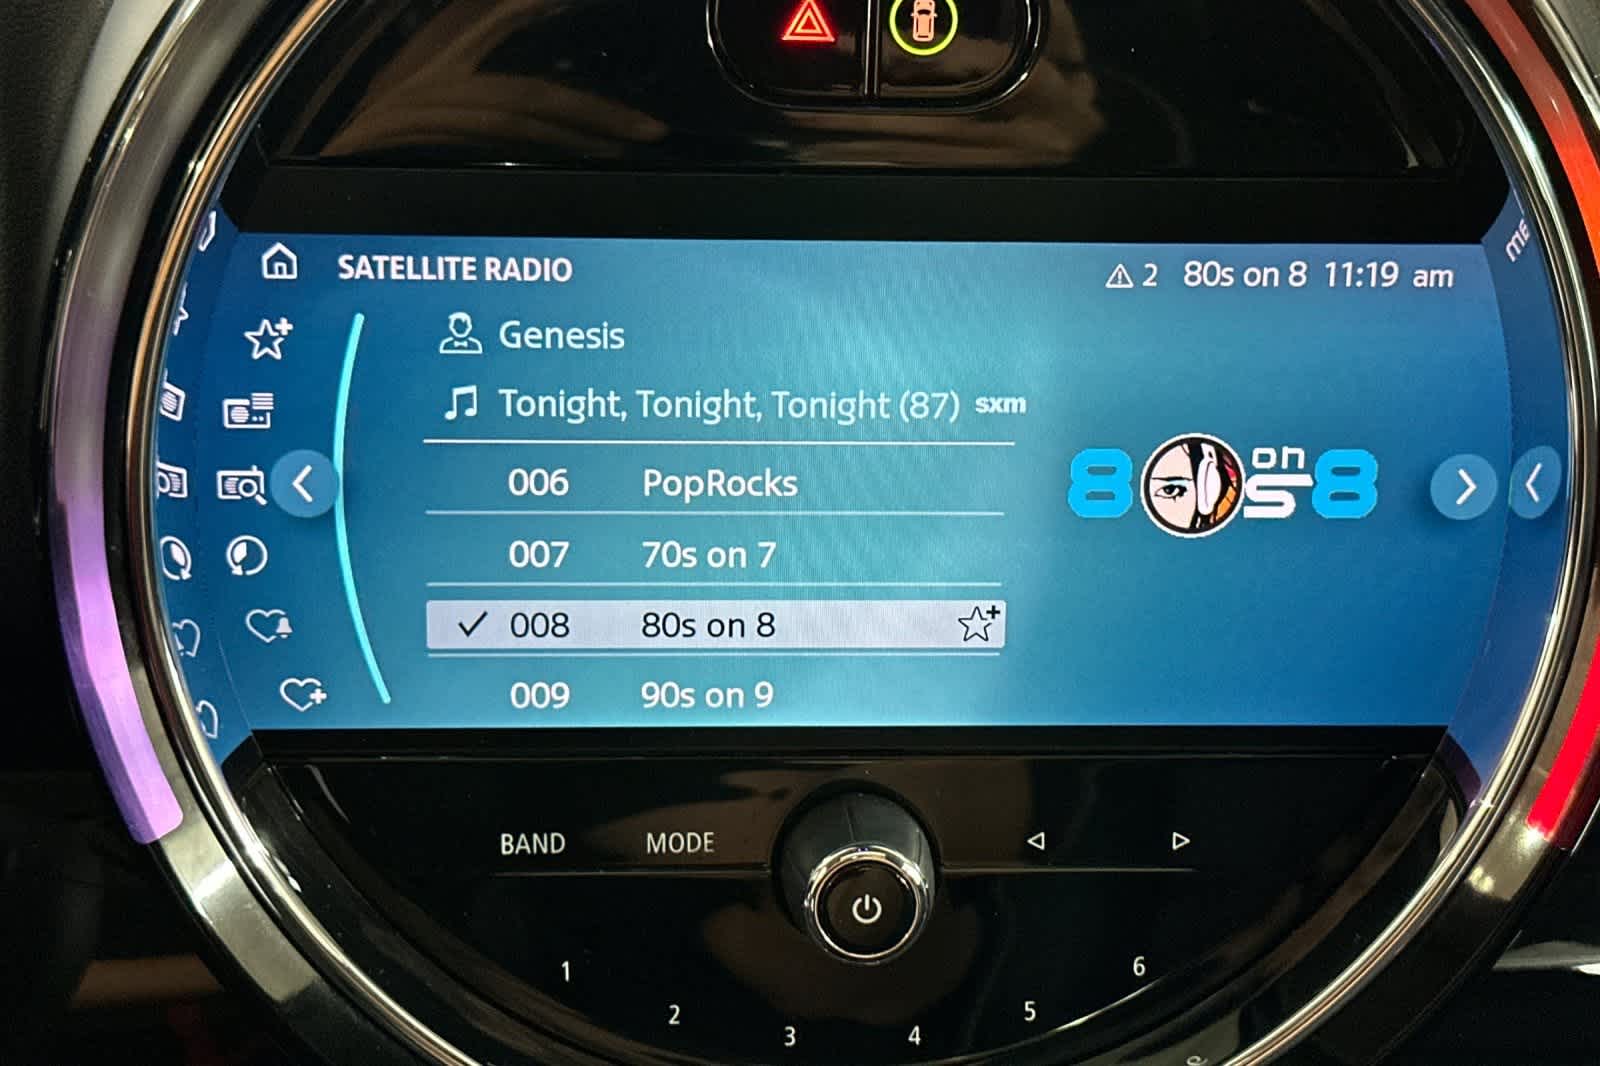 SATELLITE RADIO
2 80s on 8 11:19 am
me
Genesis
Tonight, Tonight, Tonight (87) sxm
006 PopRocks
007 70s on 7
008 80s on 8
009 90s on 9
80s on 8
BAND MODE
1 2 3 4 5 6